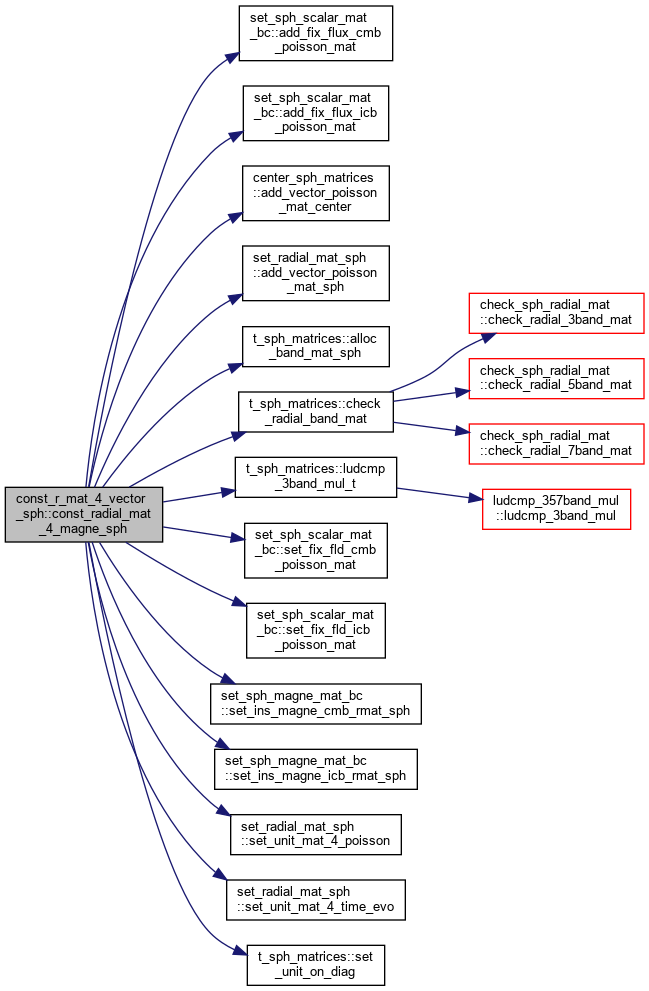 set_sph_scalar_mat
_bc::add_fix_flux_cmb
_poisson_mat
set_sph_scalar_mat
_bc::add_fix_flux_icb
_poisson_mat
center_sph_matrices
::add_vector_poisson
_mat_center
set_radial_mat_sph
::add_vector_poisson
_mat_sph
t_sph_matrices::alloc
_band_mat_sph
t_sph_matrices::check
_radial_band_mat
check_sph_radial_mat
::check_radial_3band_mat
check_sph_radial_mat
::check_radial_5band_mat
check_sph_radial_mat
::check_radial_7band_mat
t_sph_matrices::ludcmp
_3band_mul_t
ludcmp_357band_mul
::ludcmp_3band_mul
const_r_mat_4_vector
_sph::const_radial_mat
_4_magne_sph
set_sph_scalar_mat
_bc::set_fix_fld_cmb
_poisson_mat
set_sph_scalar_mat
_bc::set_fix_fld_icb
_poisson_mat
set_sph_magne_mat_bc
::set_ins_magne_cmb_rmat_sph
set_sph_magne_mat_bc
::set_ins_magne_icb_rmat_sph
set_radial_mat_sph
::set_unit_mat_4_poisson
set_radial_mat_sph
::set_unit_mat_4_time_evo
t_sph_matrices::set
_unit_on_diag